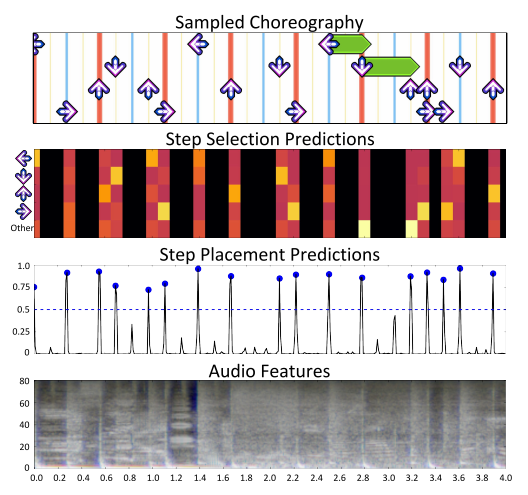 Sampled Choreography
Step Selection Predictions
Other
Step Placement Predictions
1.0
0.75
0.5
0.25
0
Audio Features
80
60
40
20
0
0.0 0.2 0.4 0.6 0.8 1.0 1.2 1.4 1.6 1.8 2.0 2.2 2.4 2.6 2.8 3.0 3.2 3.4 3.6 3.8 4.0